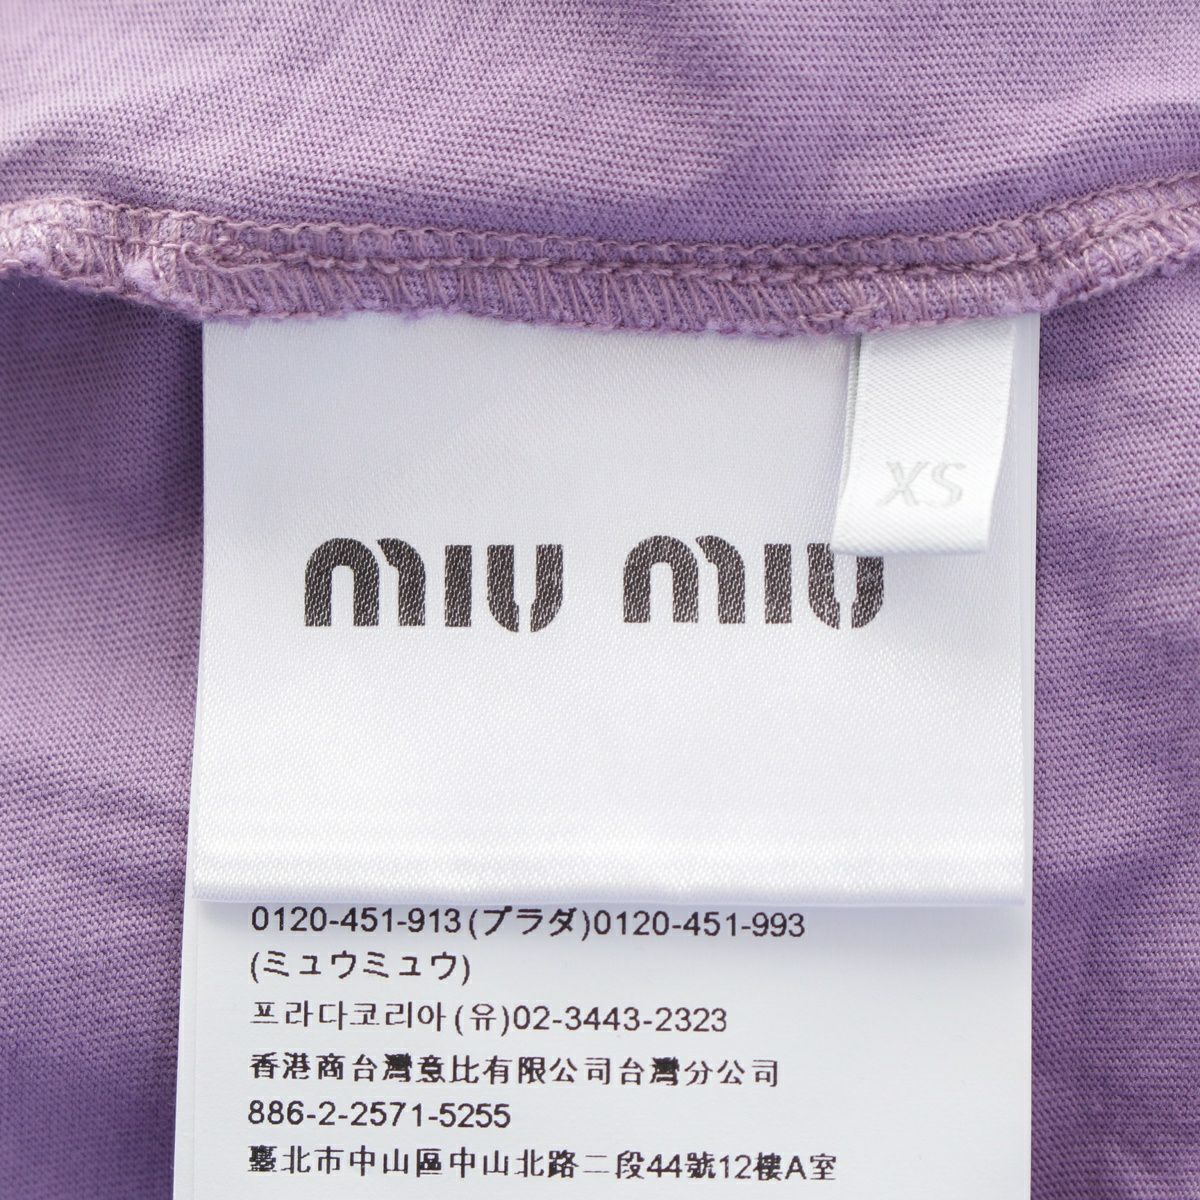 XS
miu miu
0120-451-913(プラダ)0120-451-993
(ミュウミュウ)
프라다코리아(유)02-3443-2323
香港商台灣意比有限公司台灣分公司
886-2-2571-5255
臺北市中山區中山北路二段44號12樓A室